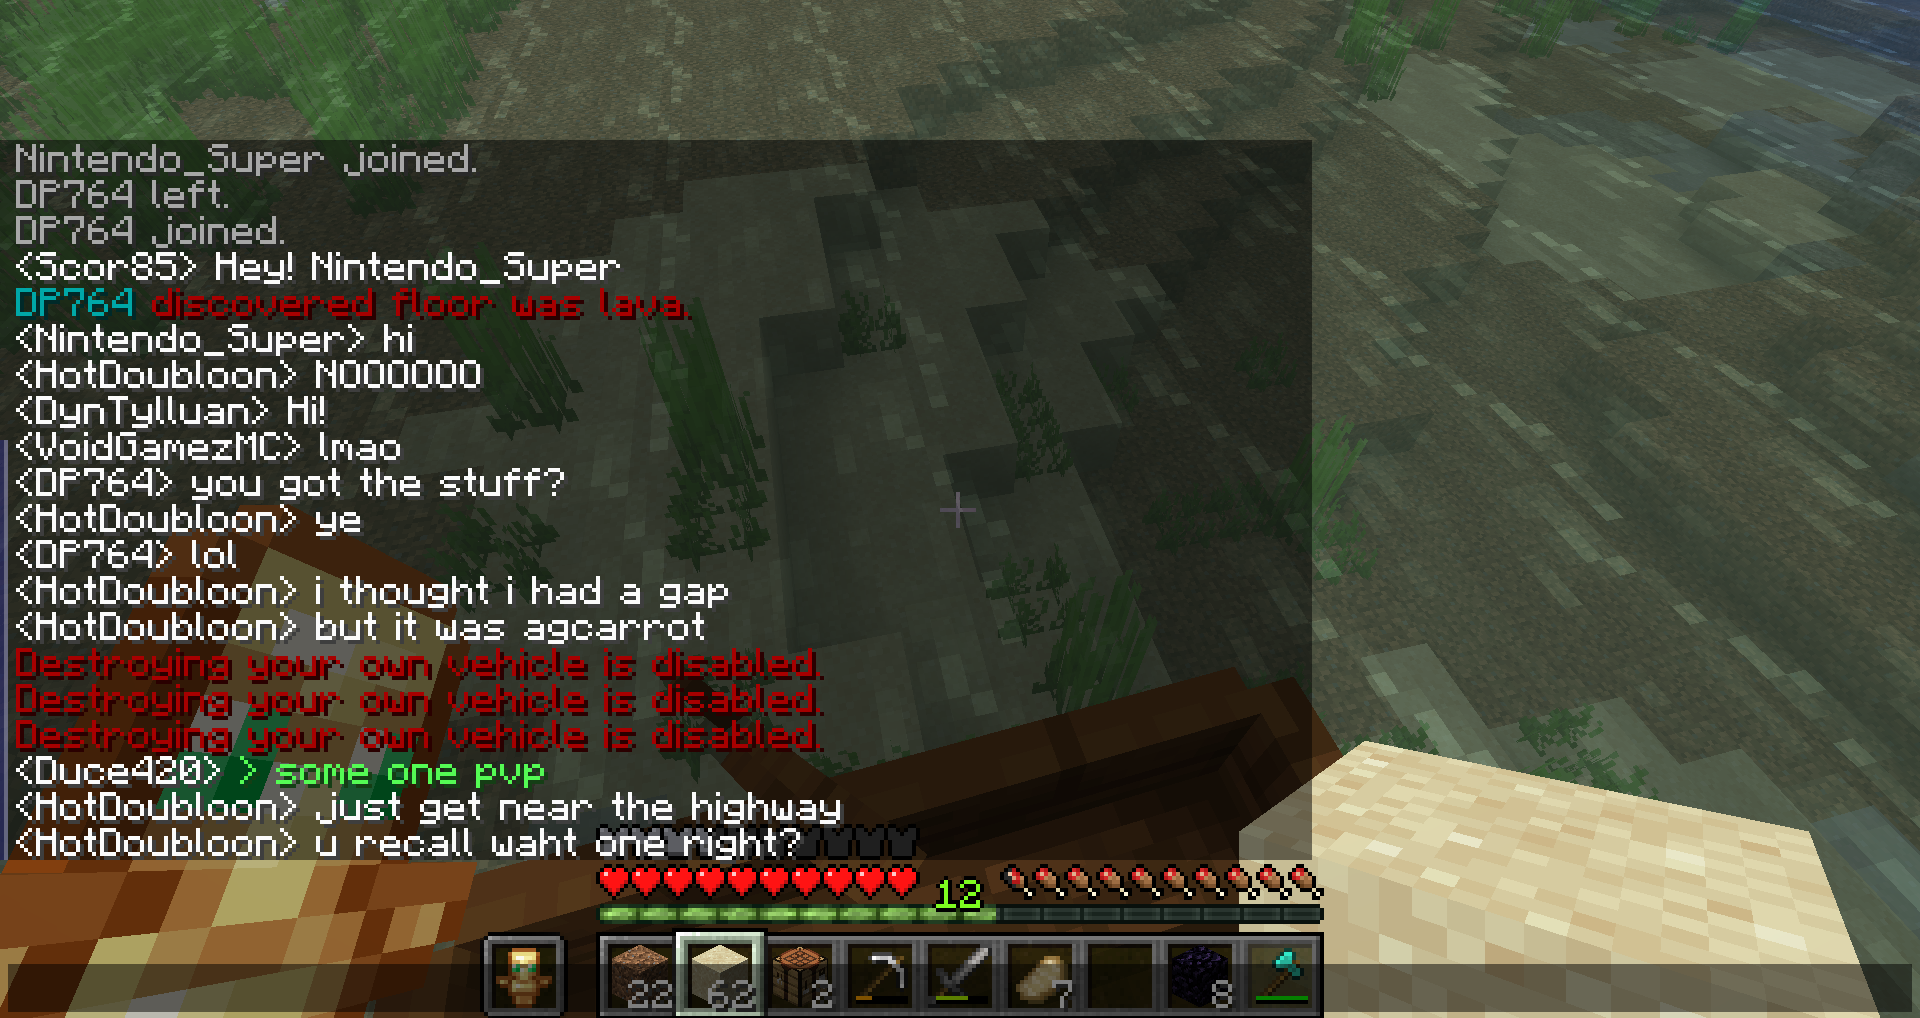 Nintendo_Super joined.
DP764 left.
DP764 joined.
<Scor85> Hey! Nintendo_Super
DP764 discovered floor was lava.
<Nintendo_Super> hi
<HotDoubloon> NOOOOOO
<DynTylluan> Hi!
<VoidGamezMC> lmao
<DP764> you got the stuff?
<HotDoubloon> ye
<DP764> lol
<HotDoubloon> i thought i had a gap
<HotDoubloon> but it was agcarrot
Destroying your own vehicle is disabled.
Destroying your own vehicle is disabled.
Destroying your own vehicle is disabled.
<Duce420> > some one pvp
<HotDoubloon> just get near the highway
<HotDoubloon> u recall waht one right?
12
22 62 2 7 8